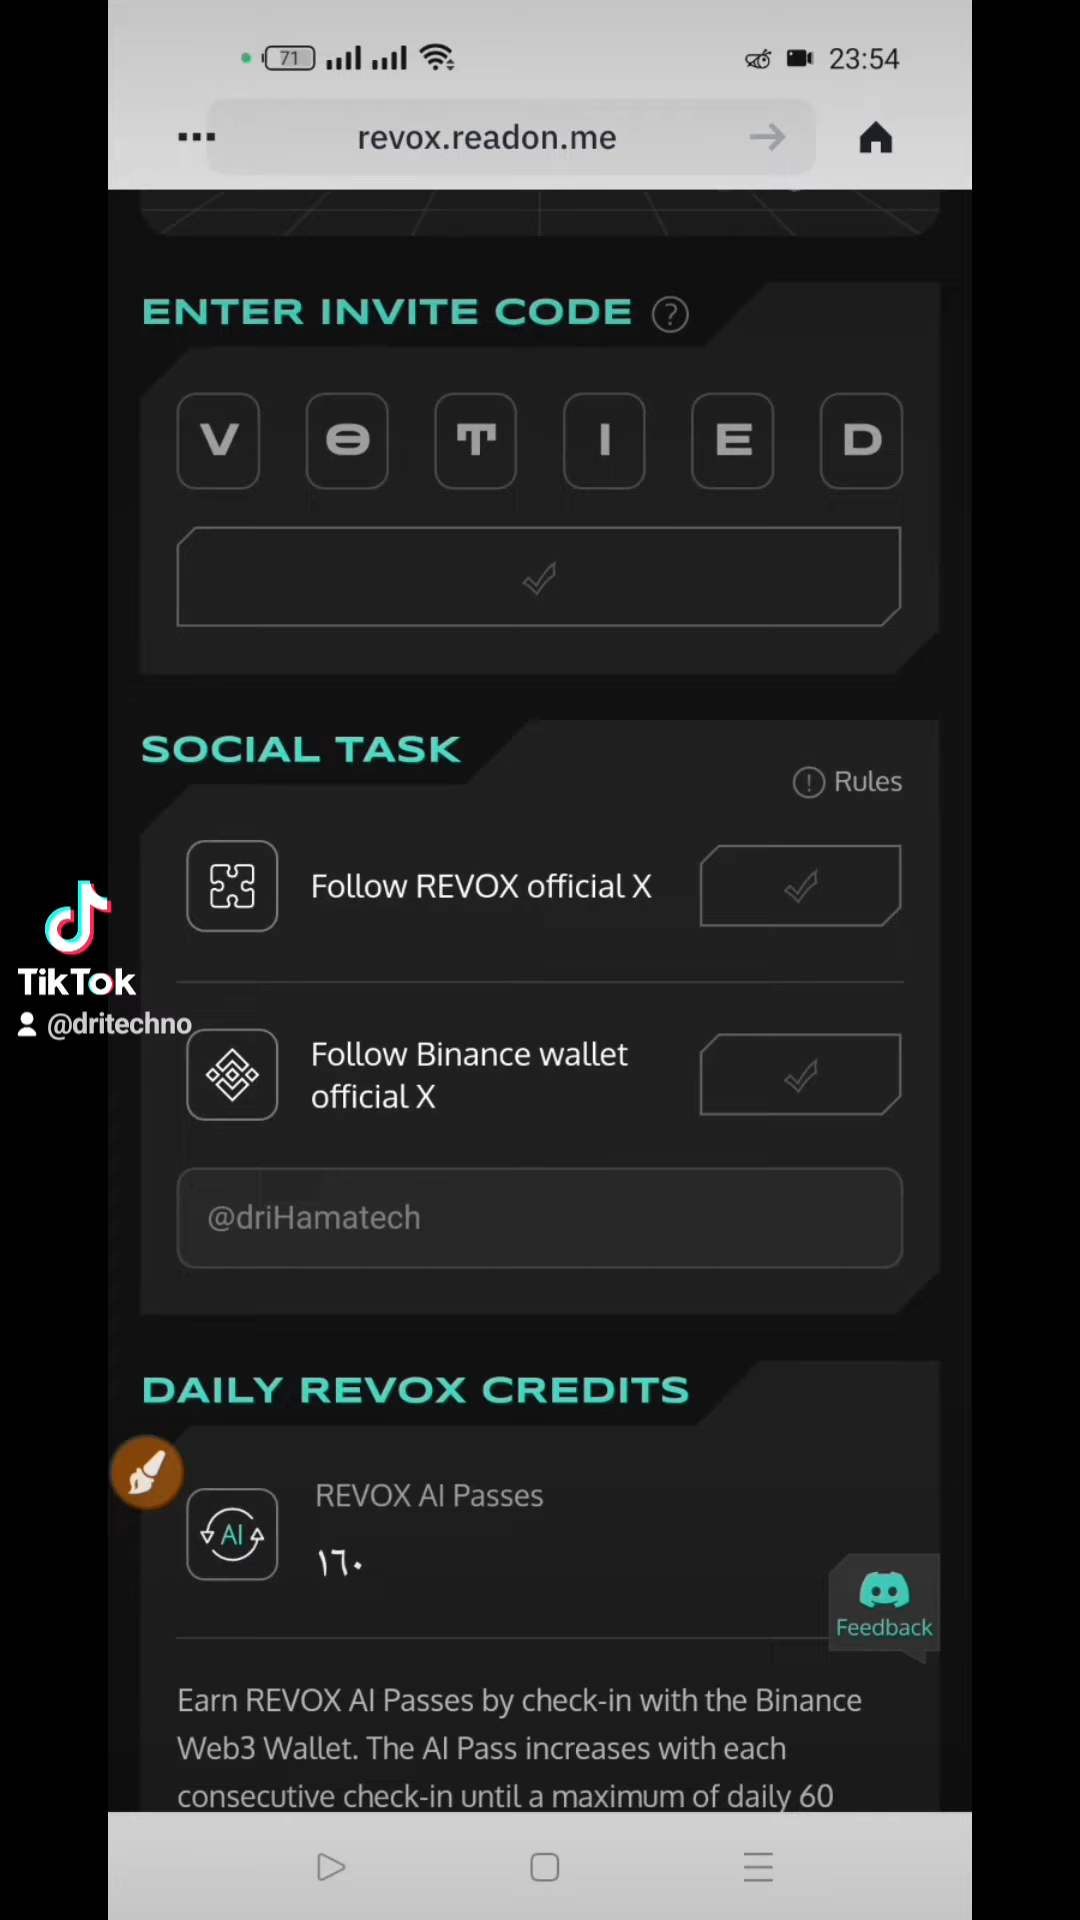 71
23:54
revox.readon.me
ENTER INVITE CODE
V Θ T I E D
SOCIAL TASK
Rules
Follow REVOX official X
TikTok
@dritechno
Follow Binance wallet
official X
@driHamatech
DAILY REVOX CREDITS
REVOX AI Passes
AI
١٦٠
Feedback
Earn REVOX AI Passes by check-in with the Binance
Web3 Wallet. The AI Pass increases with each
consecutive check-in until a maximum of daily 60